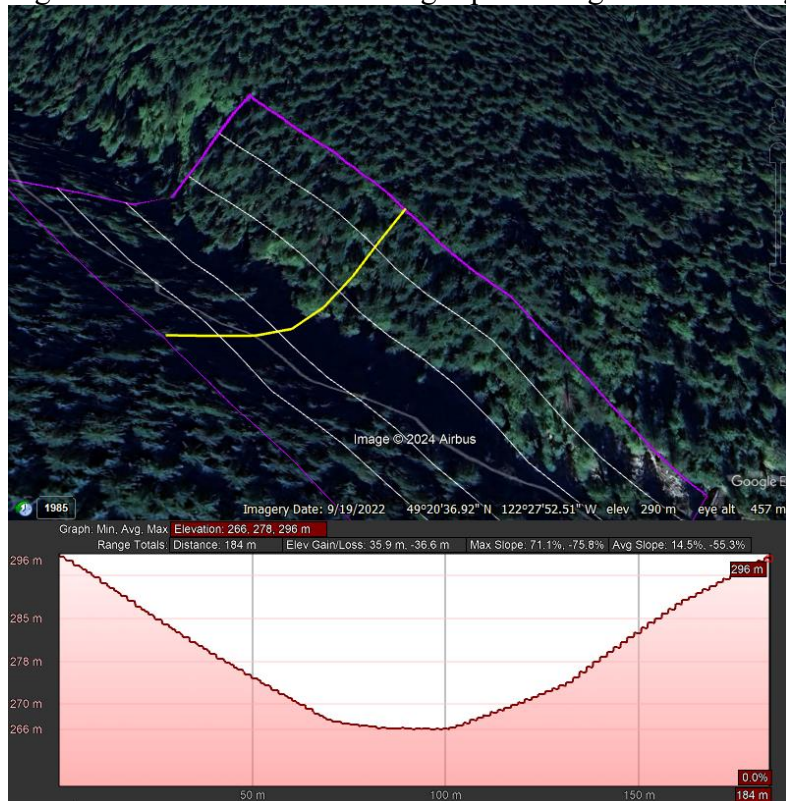 Image © 2024 Airbus
Google E
1985
Imagery Date: 9/19/2022 49°20'36.92" N 122°27'52.51" W elev 290 m eye alt 457 m
Graph: Min, Avg, Max Elevation: 266, 278, 296 m
Range Totals: Distance: 184 m Elev Gain/Loss: 35.9 m, -36.6 m Max Slope: 71.1%, -75.8% Avg Slope: 14.5%, -55.3%
296 m
296 m
285 m
278 m
270 m
266 m
0.0%
50 m 100 m 150 m 184 m